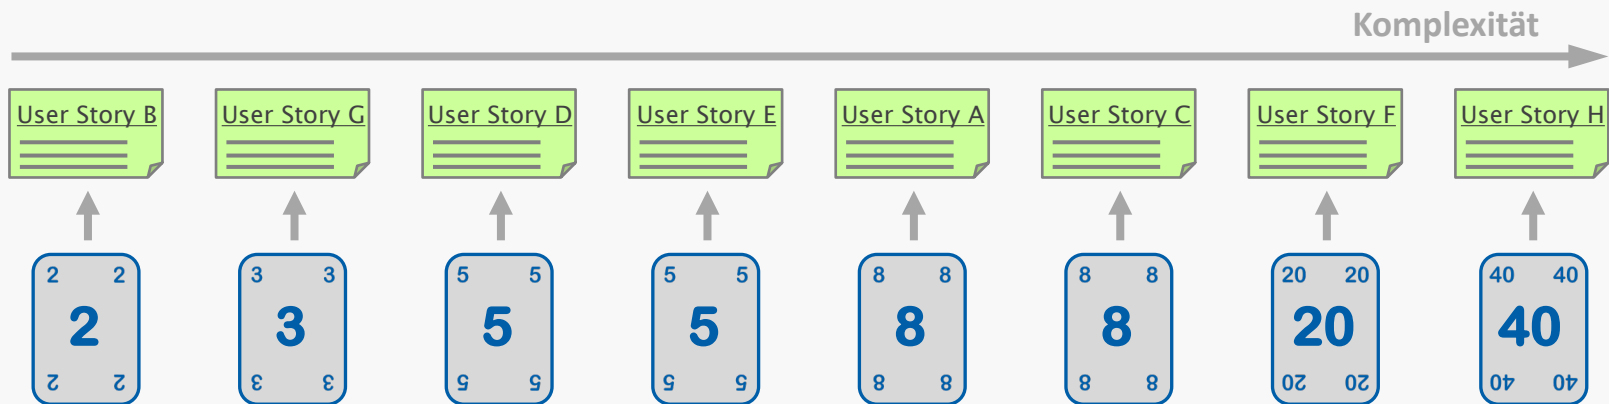 Komplexität
User Story B User Story G User Story D User Story E User Story A User Story C User Story F User Story H
2 2 3 3 5 5 5 5 8 8 8 8 20 20 40 40
2 3 5 5 8 8 20 40
2 2 3 3 5 5 5 5 8 8 8 8 20 20 40 40